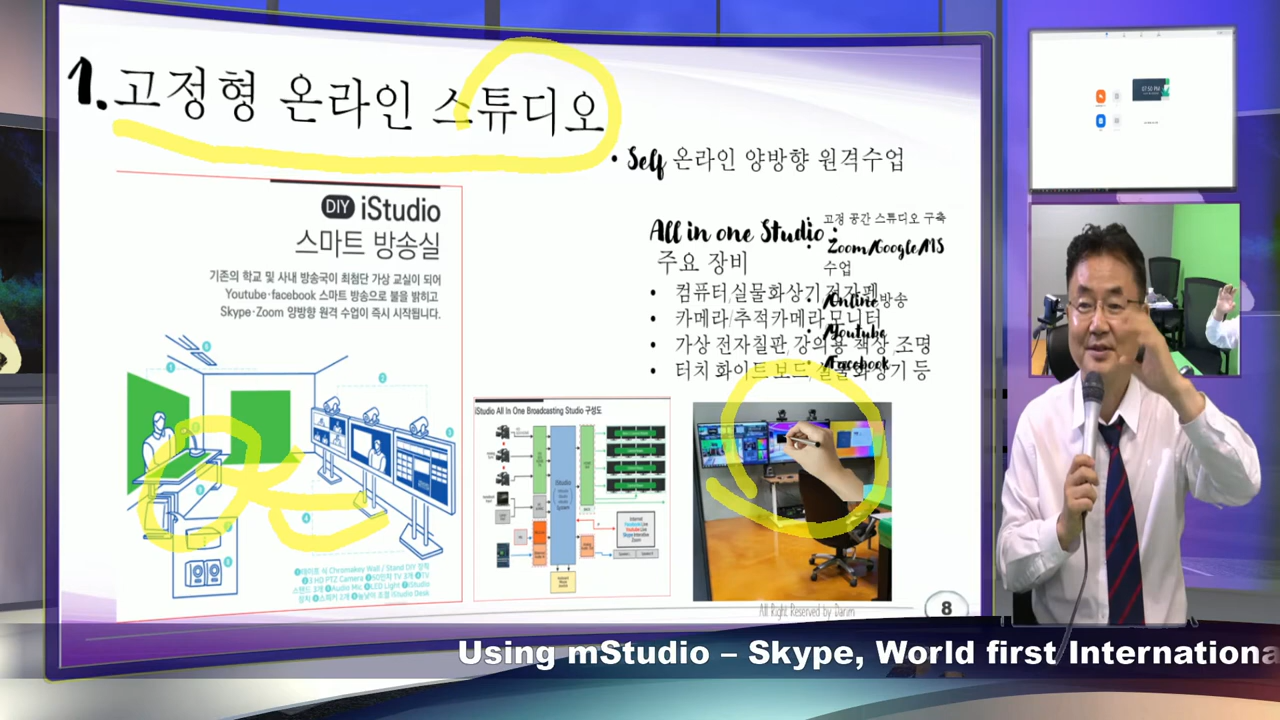 1. 고정형 온라인 스튜디오
• Self 온라인 양방향 원격수업
DIY iStudio
스마트 방송실
기존의 학교 및 사내 방송국이 최첨단 가상 교실이 되어
Youtube·facebook 스마트 방송으로 불을 밝히고
Skype·Zoom 양방향 원격 수업이 즉시 시작됩니다.
All in one Studio
주요 장비
• 컴퓨터 실물화상기 전자펜
• 카메라/추적카메라 모니터
• 가상 전자칠판 강의용 책상 조명
• 터치 화이트 보드, 실물화상기 등
• 고정 공간 스튜디오 구축
• Zoom/Google/MS
수업
• /Online 방송
• /Youtube
• /Facebook
iStudio All In One Broadcasting Studio 구성도
All Right Reserved by Darim
8
Using mStudio – Skype, World first Internationa